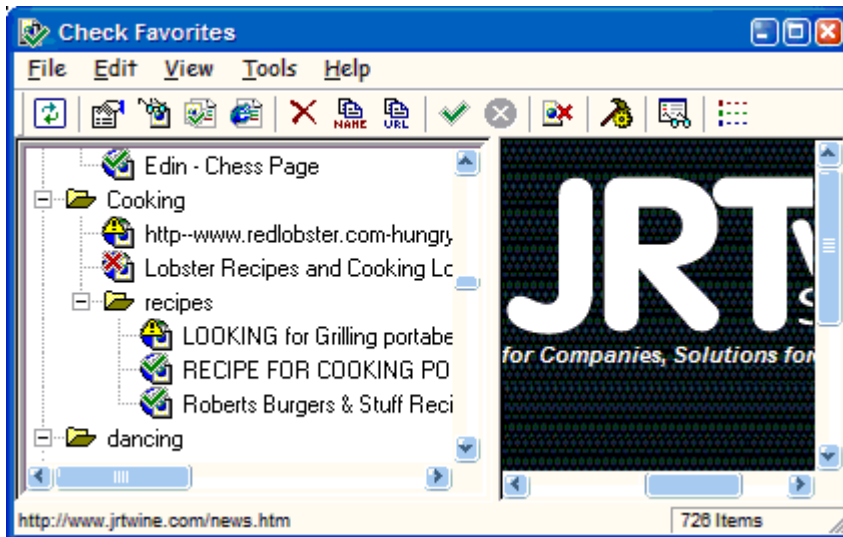 Check Favorites
File Edit View Tools Help
NAME URL
Edin - Chess Page
Cooking
http--www.redlobster.com-hungry
Lobster Recipes and Cooking Lo
recipes
LOOKING for Grilling portabe
RECIPE FOR COOKING PO
Roberts Burgers & Stuff Reci
dancing
JRTw
S
for Companies, Solutions for
http://www.jrtwine.com/news.htm
726 Items